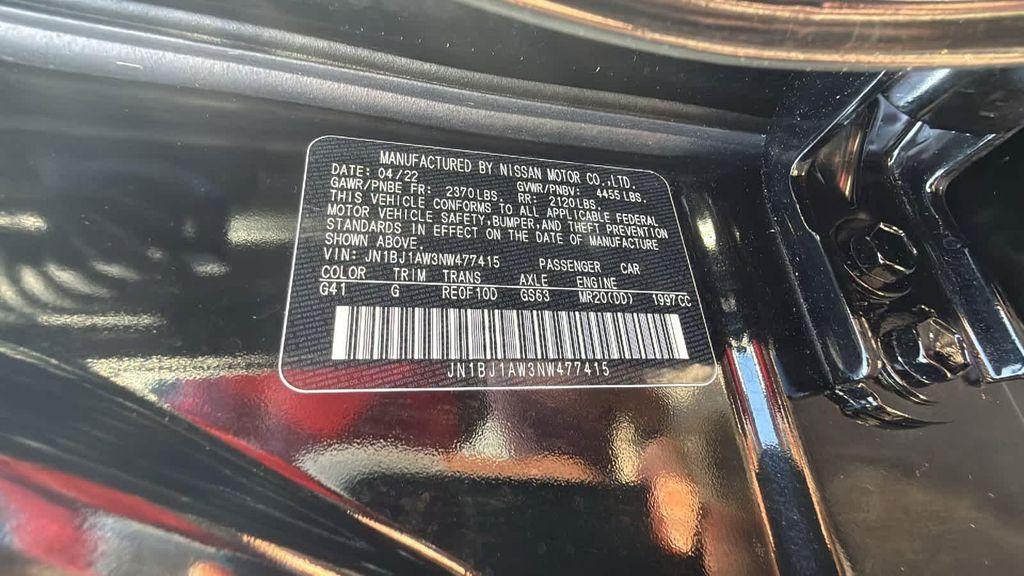 MANUFACTURED BY NISSAN MOTOR CO.,LTD.
DATE: 04/22 GVWR/PNBV: 4455 LBS.
GAWR/PNBE FR: 2370LBS. RR: 2120LBS.
THIS VEHICLE CONFORMS TO ALL APPLICABLE FEDERAL
MOTOR VEHICLE SAFETY,BUMPER,AND THEFT PREVENTION
STANDARDS IN EFFECT ON THE DATE OF MANUFACTURE
SHOWN ABOVE.
VIN: JN1BJ1AW3NW477415 PASSENGER CAR
COLOR TRIM TRANS AXLE ENGINE
G41 G RE0F10D GS63 MR20(DD) 1997CC
JN1BJ1AW3NW477415